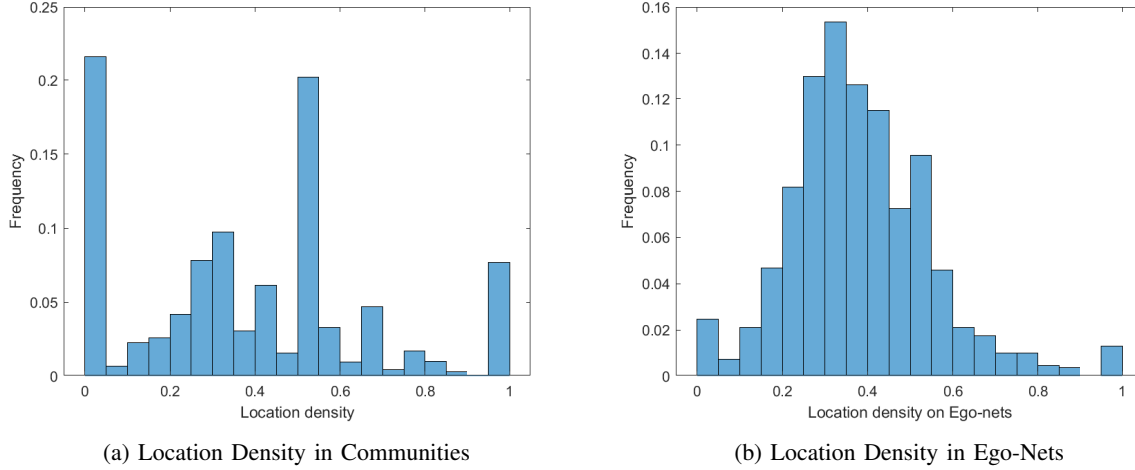 0.25
0.2
0.15
0.1
0.05
0
Frequency
0 0.2 0.4 0.6 0.8 1
Location density
(a) Location Density in Communities
0.16
0.14
0.12
0.1
0.08
0.06
0.04
0.02
0
Frequency
0 0.2 0.4 0.6 0.8 1
Location density on Ego-nets
(b) Location Density in Ego-Nets